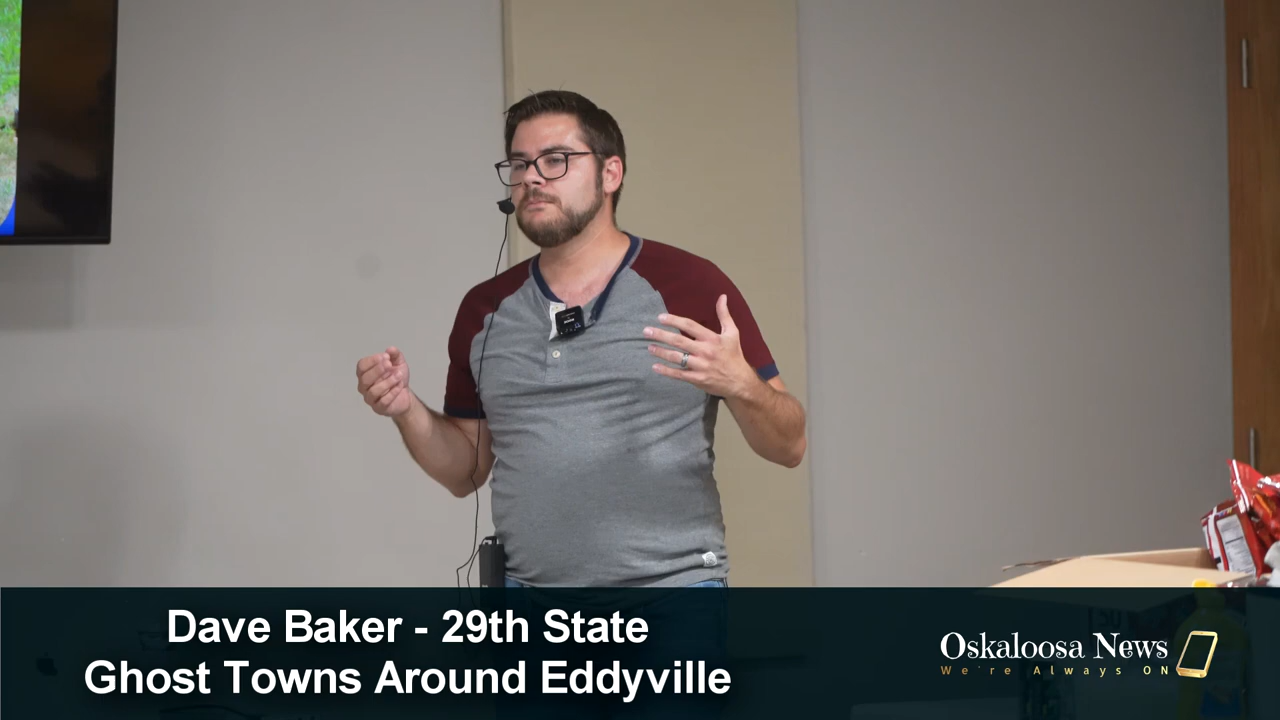 Dave Baker - 29th State
Ghost Towns Around Eddyville
Oskaloosa News
We're Always ON